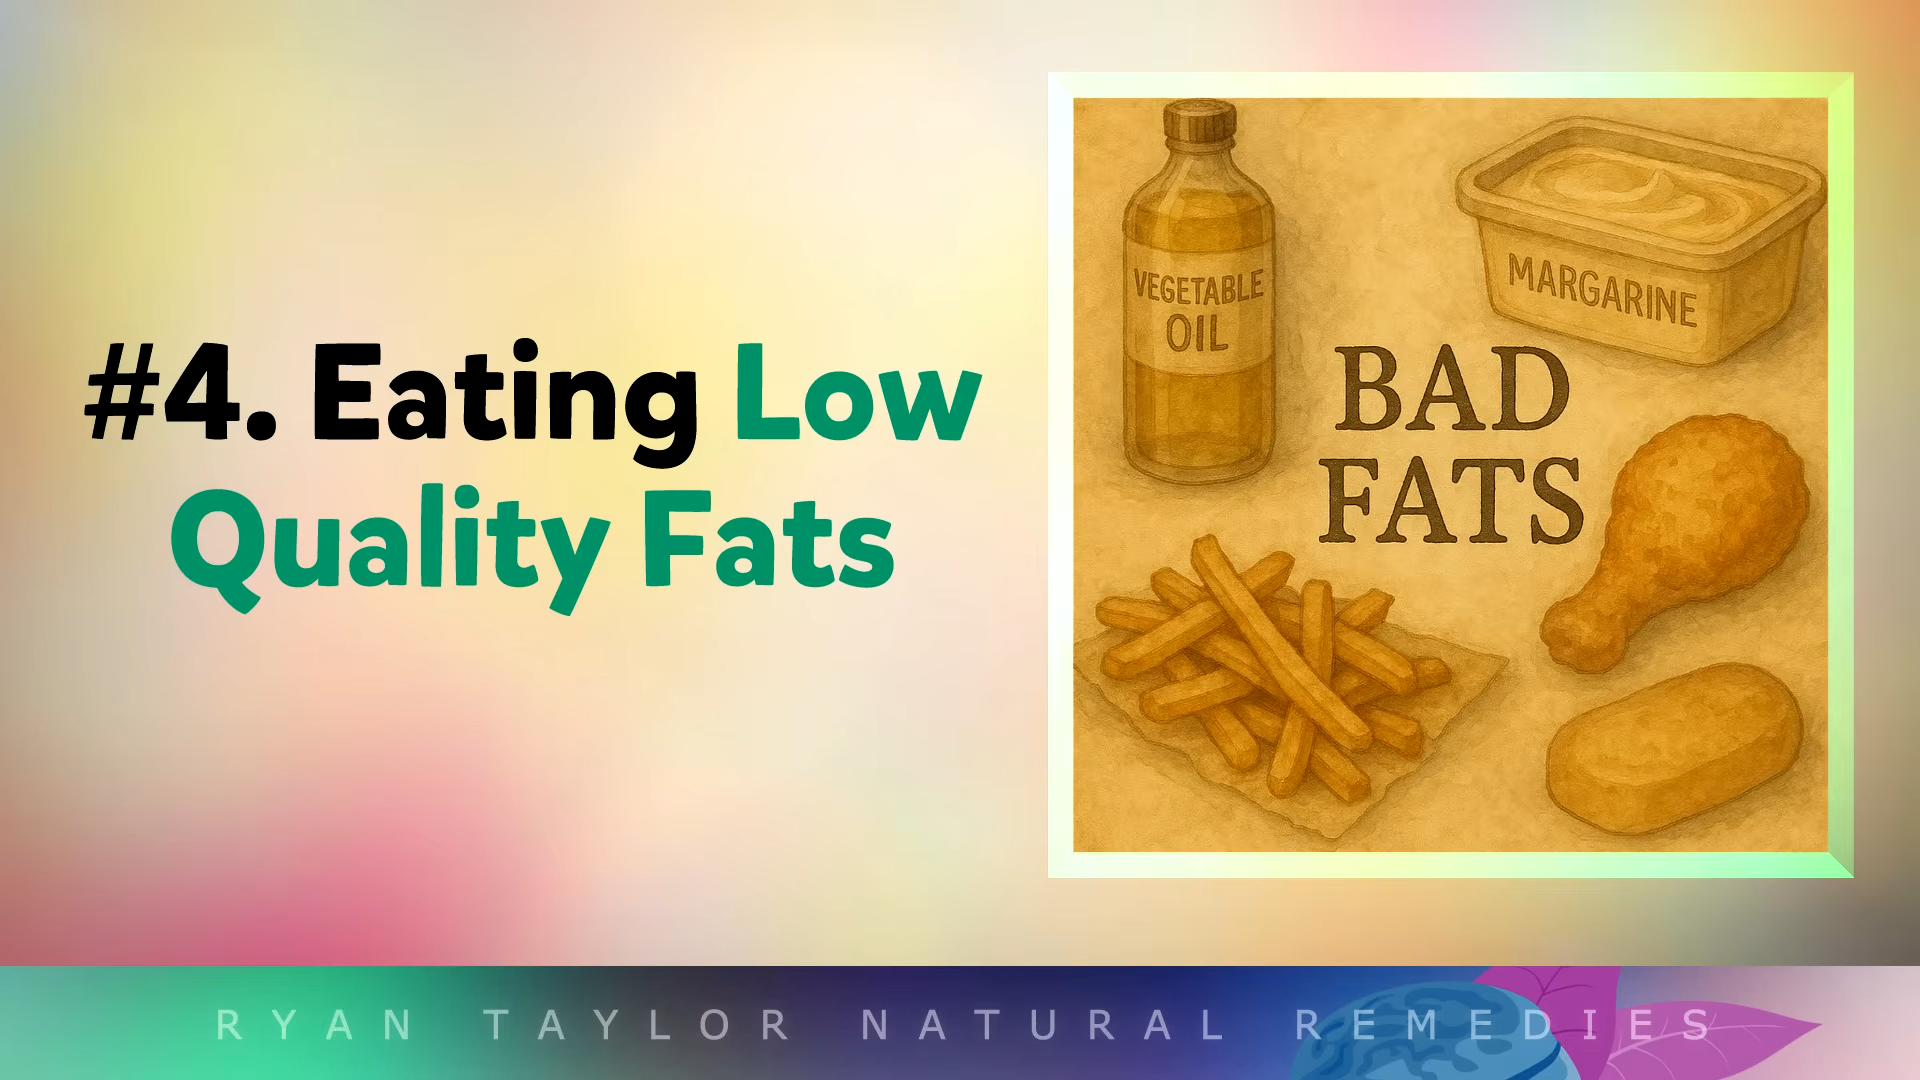 #4. Eating Low
Quality Fats
VEGETABLE
OIL
MARGARINE
BAD
FATS
RYAN TAYLOR NATURAL REMEDIES